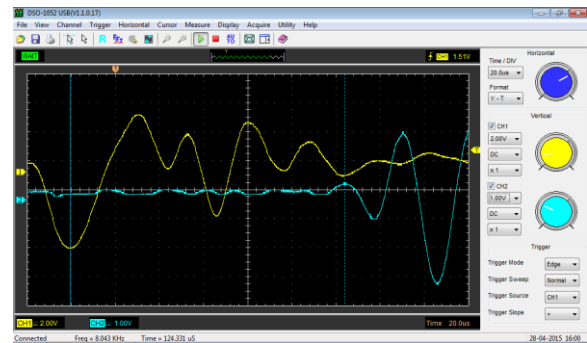 DSO-1052 USB(V1.1.0.17)
File View Channel Trigger Horizontal Cursor Measure Display Acquire Utility Help
WAIT
1.51V
T
1
2
CH1 2.00V CH2 1.00V Time 20.0us
Connected Freq = 8.043 KHz Time = 124.331 uS 28-04-2015 16:00
Horizontal
Time / DIV
20.0us
Format
Y - T
Vertical
CH1
2.00V
DC
x 1
CH2
1.00V
DC
x 1
Trigger
Trigger Mode Edge
Trigger Sweep Normal
Trigger Source CH1
Trigger Slope +